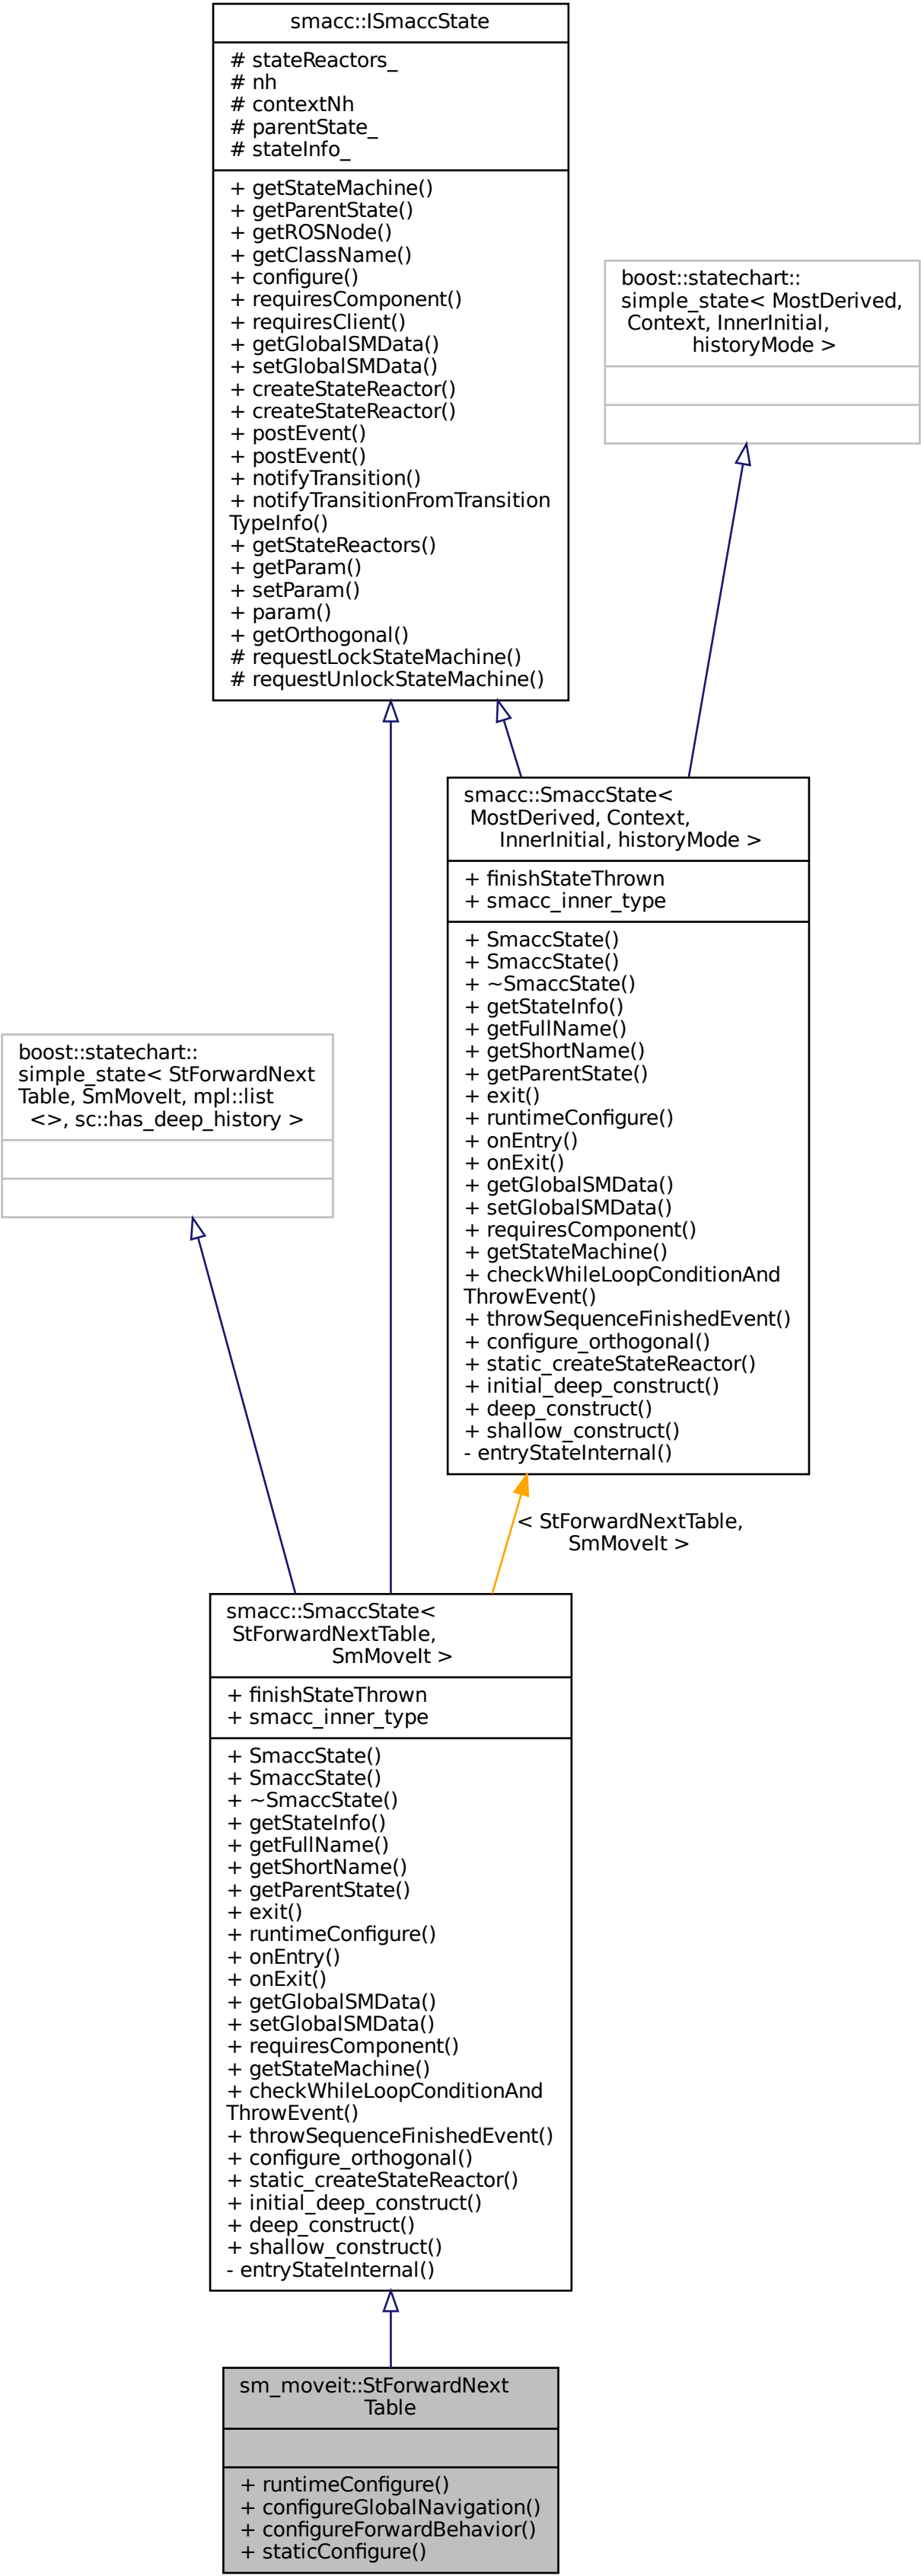 smacc::ISmaccState
# stateReactors_
# nh
# contextNh
# parentState_
# stateInfo_
+ getStateMachine()
+ getParentState()
+ getROSNode()
+ getClassName()
+ configure()
+ requiresComponent()
+ requiresClient()
+ getGlobalSMData()
+ setGlobalSMData()
+ createStateReactor()
+ createStateReactor()
+ postEvent()
+ postEvent()
+ notifyTransition()
+ notifyTransitionFromTransition
TypeInfo()
+ getStateReactors()
+ getParam()
+ setParam()
+ param()
+ getOrthogonal()
# requestLockStateMachine()
# requestUnlockStateMachine()
boost::statechart::
simple_state< MostDerived,
Context, InnerInitial,
historyMode >
smacc::SmaccState<
MostDerived, Context,
InnerInitial, historyMode >
+ finishStateThrown
+ smacc_inner_type
+ SmaccState()
+ SmaccState()
+ ~SmaccState()
+ getStateInfo()
+ getFullName()
+ getShortName()
+ getParentState()
+ exit()
+ runtimeConfigure()
+ onEntry()
+ onExit()
+ getGlobalSMData()
+ setGlobalSMData()
+ requiresComponent()
+ getStateMachine()
+ checkWhileLoopConditionAnd
ThrowEvent()
+ throwSequenceFinishedEvent()
+ configure_orthogonal()
+ static_createStateReactor()
+ initial_deep_construct()
+ deep_construct()
+ shallow_construct()
- entryStateInternal()
boost::statechart::
simple_state< StForwardNext
Table, SmMoveIt, mpl::list
<>, sc::has_deep_history >
< StForwardNextTable,
SmMoveIt >
smacc::SmaccState<
StForwardNextTable,
SmMoveIt >
+ finishStateThrown
+ smacc_inner_type
+ SmaccState()
+ SmaccState()
+ ~SmaccState()
+ getStateInfo()
+ getFullName()
+ getShortName()
+ getParentState()
+ exit()
+ runtimeConfigure()
+ onEntry()
+ onExit()
+ getGlobalSMData()
+ setGlobalSMData()
+ requiresComponent()
+ getStateMachine()
+ checkWhileLoopConditionAnd
ThrowEvent()
+ throwSequenceFinishedEvent()
+ configure_orthogonal()
+ static_createStateReactor()
+ initial_deep_construct()
+ deep_construct()
+ shallow_construct()
- entryStateInternal()
sm_moveit::StForwardNext
Table
+ runtimeConfigure()
+ configureGlobalNavigation()
+ configureForwardBehavior()
+ staticConfigure()